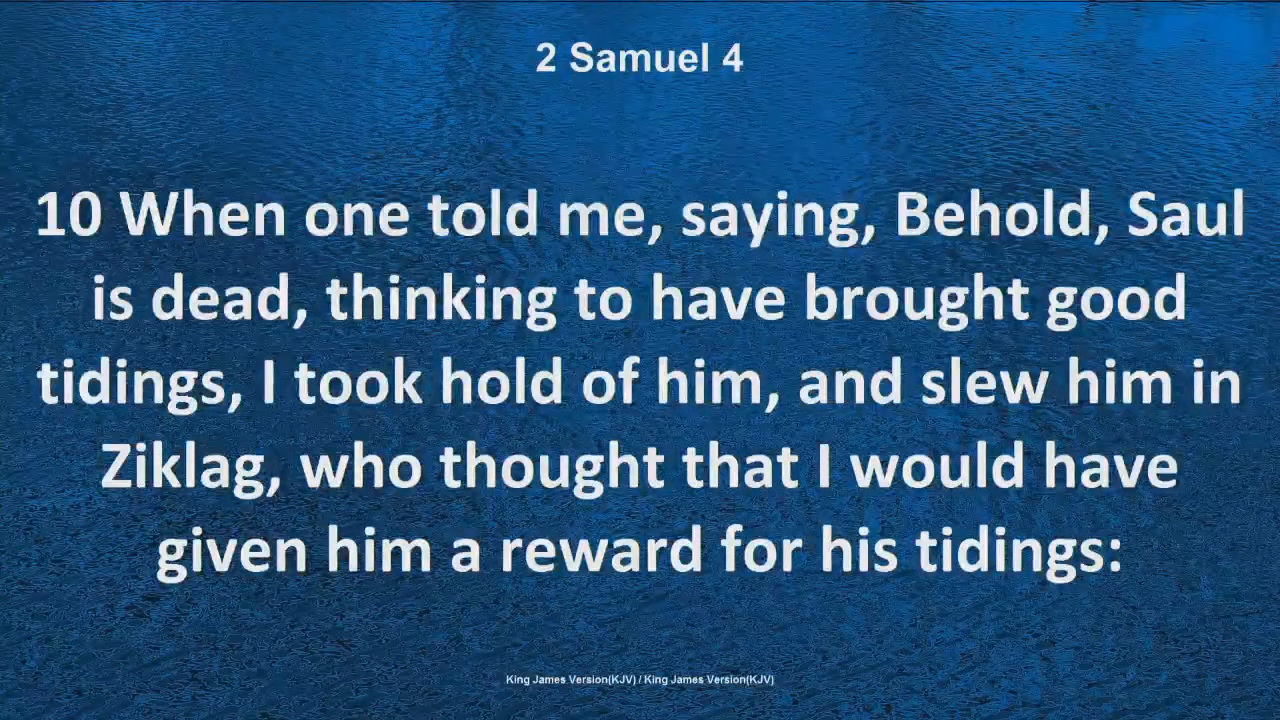 2 Samuel 4
10 When one told me, saying, Behold, Saul
is dead, thinking to have brought good
tidings, I took hold of him, and slew him in
Ziklag, who thought that I would have
given him a reward for his tidings:
King James Version(KJV) / King James Version(KJV)